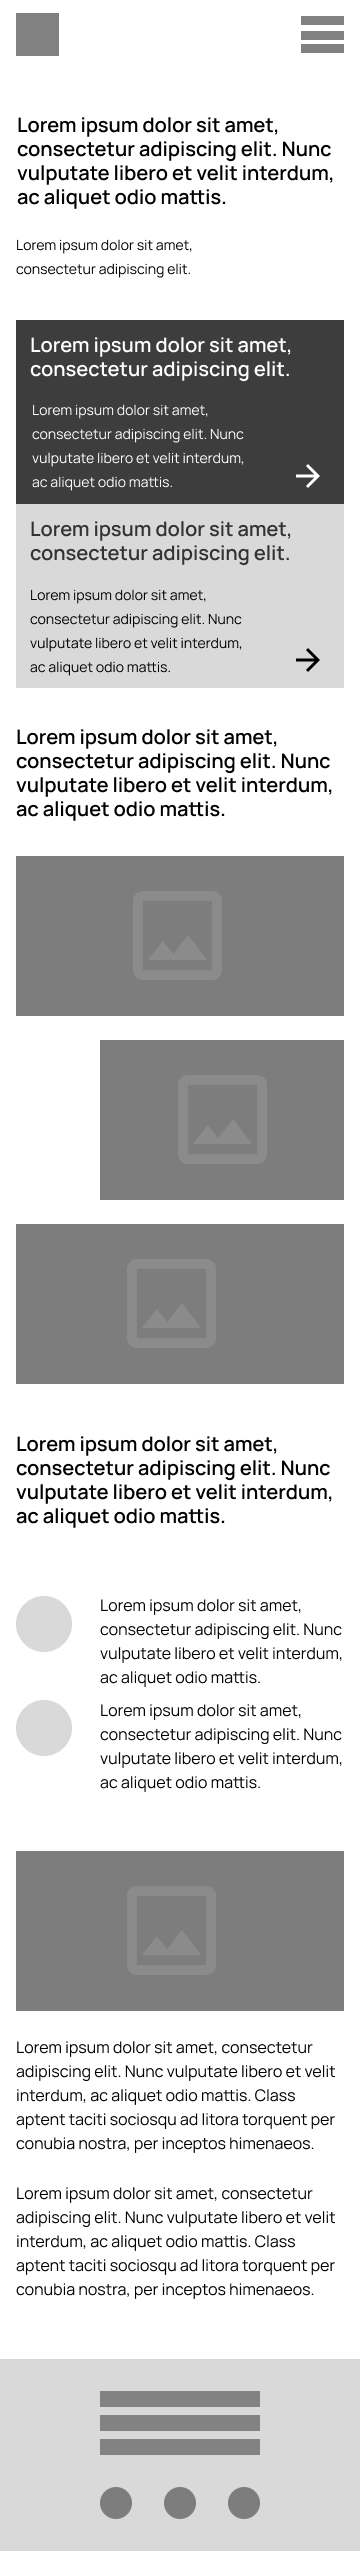 Lorem ipsum dolor sit amet,
consectetur adipiscing elit. Nunc
vulputate libero et velit interdum,
ac aliquet odio mattis.
Lorem ipsum dolor sit amet,
consectetur adipiscing elit.
Lorem ipsum dolor sit amet,
consectetur adipiscing elit.
Lorem ipsum dolor sit amet,
consectetur adipiscing elit. Nunc
vulputate libero et velit interdum,
ac aliquet odio mattis.
Lorem ipsum dolor sit amet,
consectetur adipiscing elit.
Lorem ipsum dolor sit amet,
consectetur adipiscing elit. Nunc
vulputate libero et velit interdum,
ac aliquet odio mattis.
Lorem ipsum dolor sit amet,
consectetur adipiscing elit. Nunc
vulputate libero et velit interdum,
ac aliquet odio mattis.
Lorem ipsum dolor sit amet,
consectetur adipiscing elit. Nunc
vulputate libero et velit interdum,
ac aliquet odio mattis.
Lorem ipsum dolor sit amet,
consectetur adipiscing elit. Nunc
vulputate libero et velit interdum,
ac aliquet odio mattis.
Lorem ipsum dolor sit amet,
consectetur adipiscing elit. Nunc
vulputate libero et velit interdum,
ac aliquet odio mattis.
Lorem ipsum dolor sit amet, consectetur
adipiscing elit. Nunc vulputate libero et velit
interdum, ac aliquet odio mattis. Class
aptent taciti sociosqu ad litora torquent per
conubia nostra, per inceptos himenaeos.
Lorem ipsum dolor sit amet, consectetur
adipiscing elit. Nunc vulputate libero et velit
interdum, ac aliquet odio mattis. Class
aptent taciti sociosqu ad litora torquent per
conubia nostra, per inceptos himenaeos.